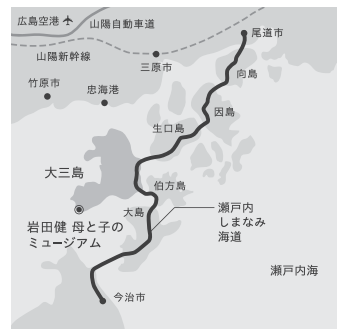 広島空港
山陽自動車道
山陽新幹線
尾道市
三原市
向島
竹原市
忠海港
因島
生口島
大三島
伯方島
大島
瀬戸内
しまなみ
海道
岩田健 母と子の
ミュージアム
瀬戸内海
今治市